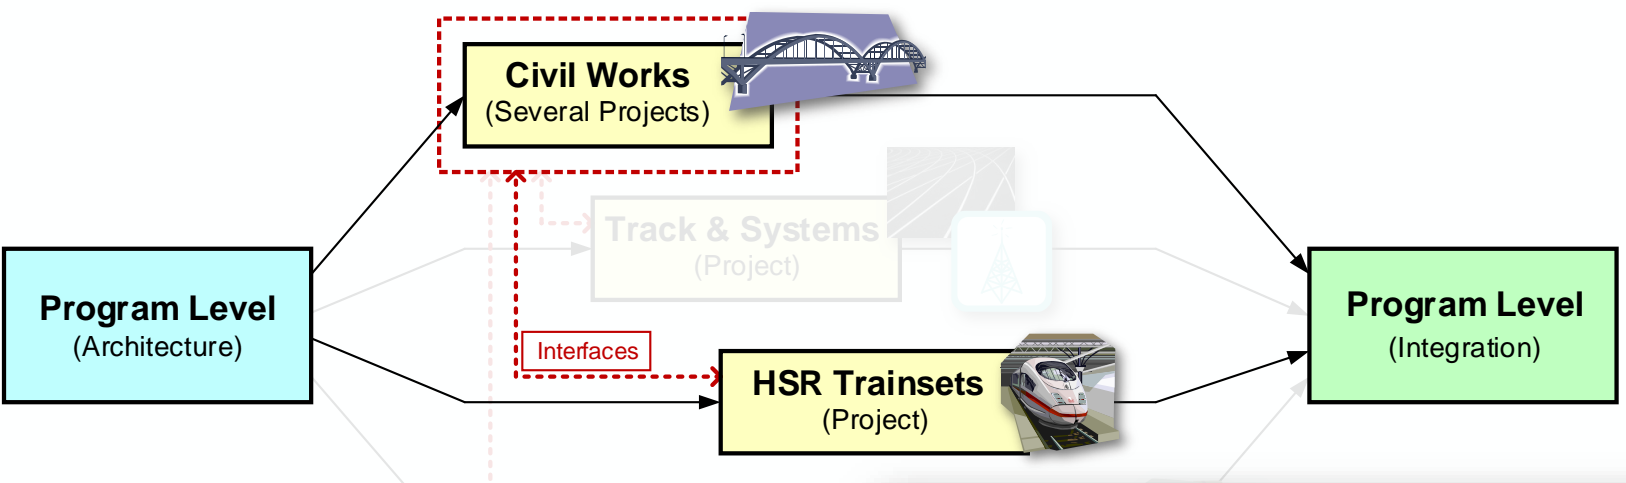 Civil Works
(Several Projects)
Track & Systems
(Project)
Program Level
(Architecture)
Interfaces
HSR Trainsets
(Project)
Program Level
(Integration)